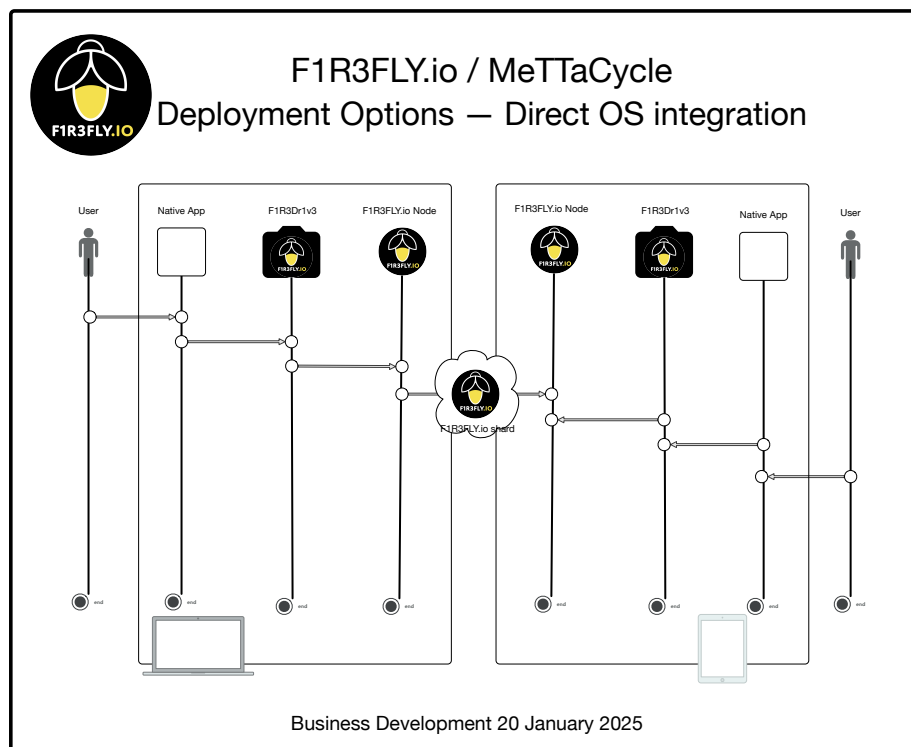 F1R3FLY.IO
F1R3FLY.io / MeTTaCycle
Deployment Options — Direct OS integration
User
Native App
F1R3Dr1v3
F1R3FLY.io Node
F1R3FLY.io Node
F1R3Dr1v3
Native App
User
F1R3FLY.IO
F1R3FLY.IO
F1R3FLY.IO
F1R3FLY.IO
F1R3FLY.IO
F1R3FLY.io shard
end
end
end
end
end
end
end
end
Business Development 20 January 2025